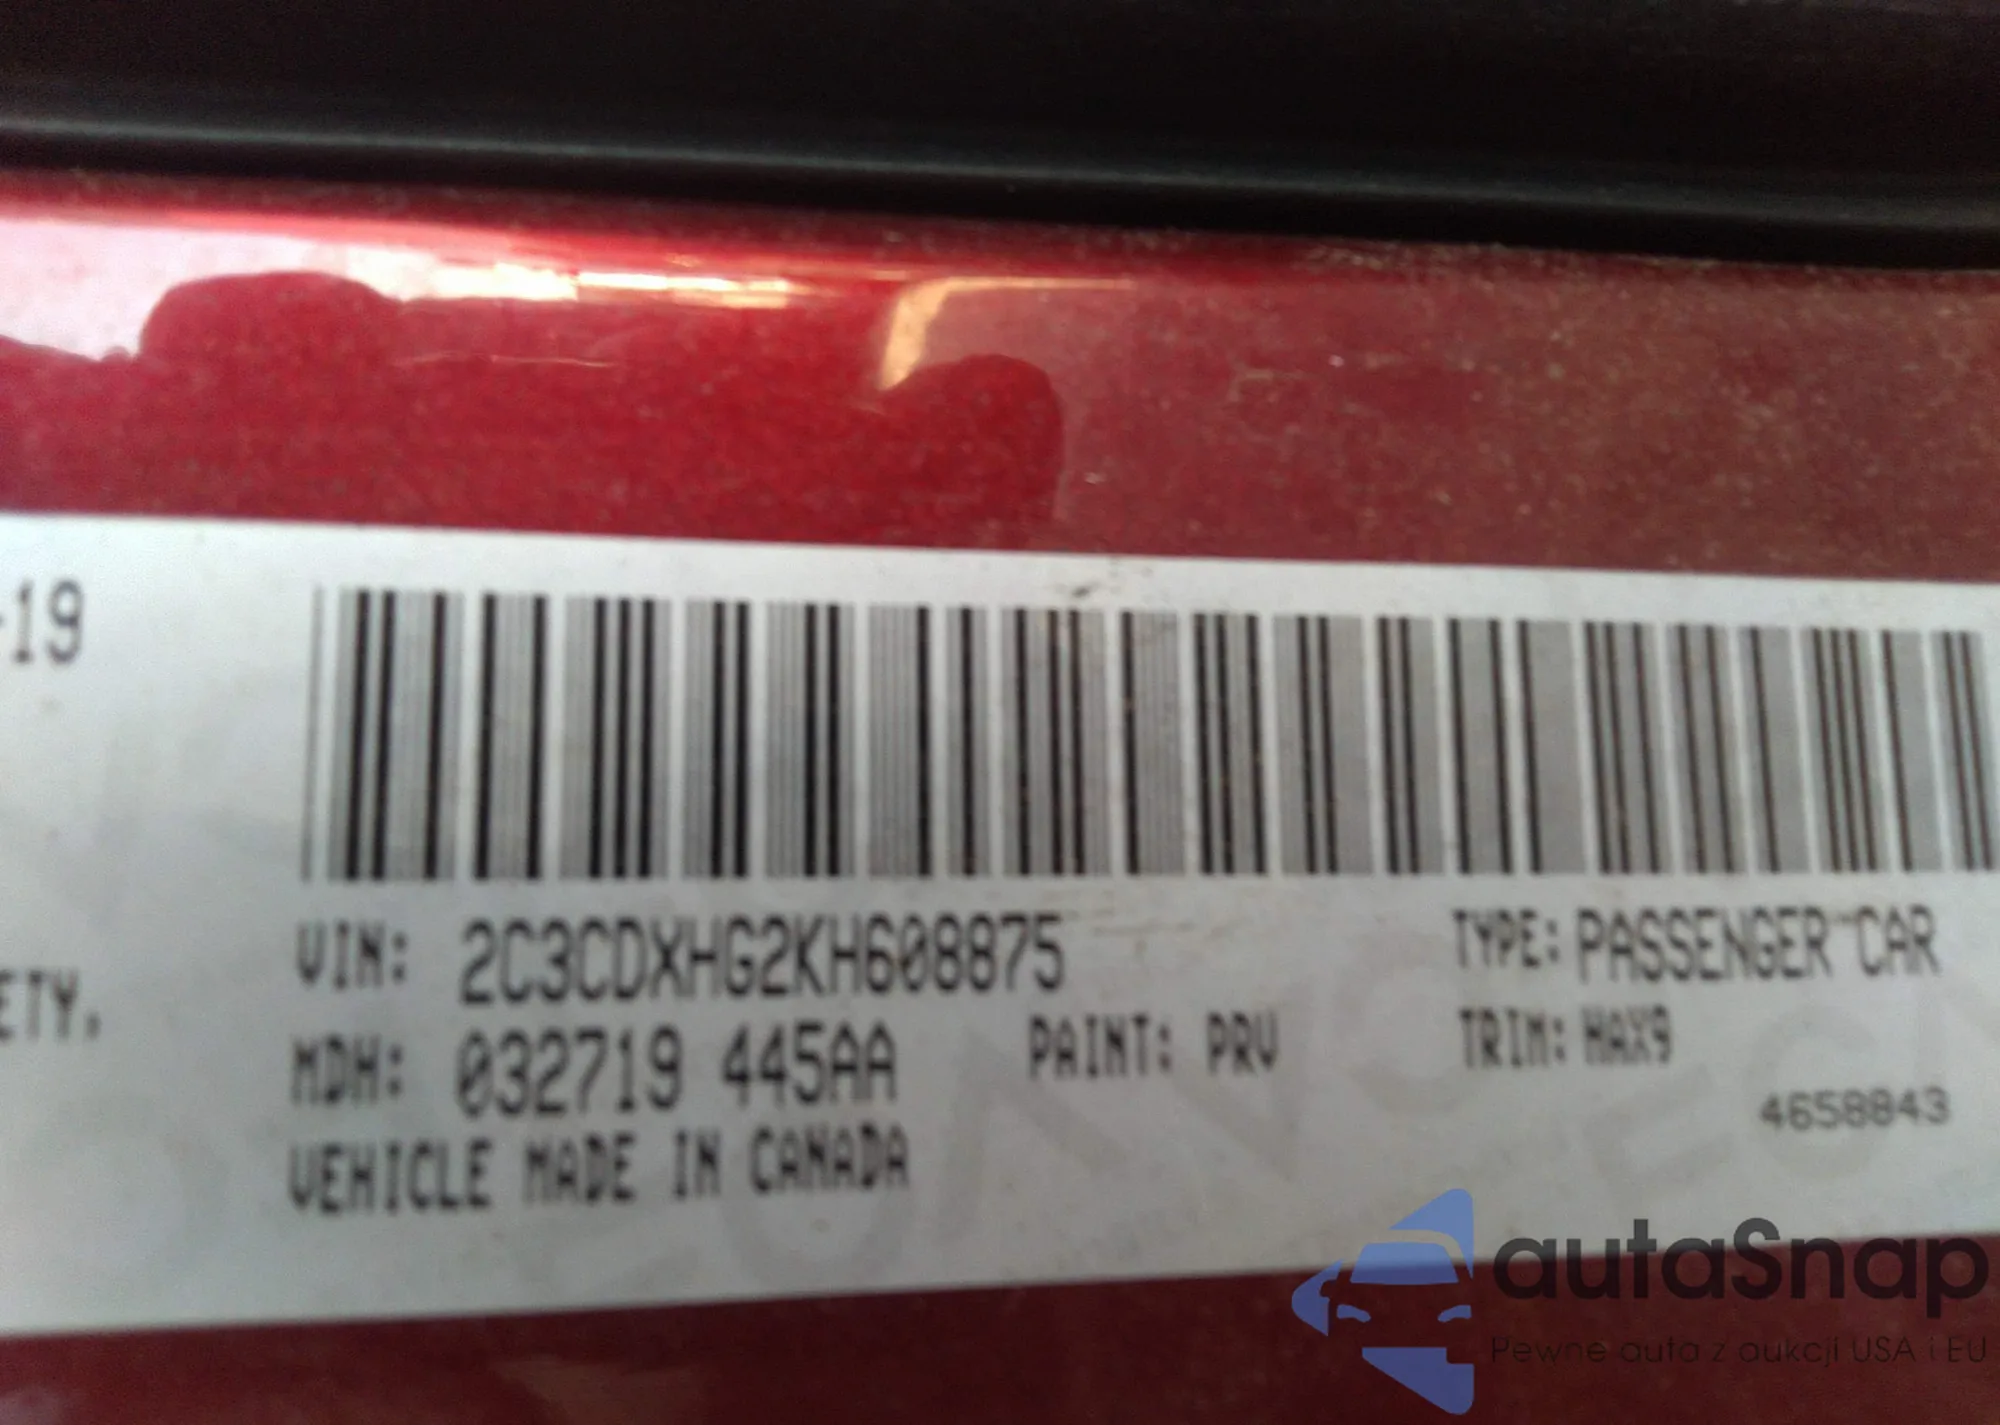 -19
VIN: 2C3CDXHG2KH608875
TYPE: PASSENGER CAR
ETY.
MDH: 032719 445AA
PAINT: PRV
TRIM: HAX9
4658843
VEHICLE MADE IN CANADA
autaSnap
Pewne auta z aukcji USA i EU